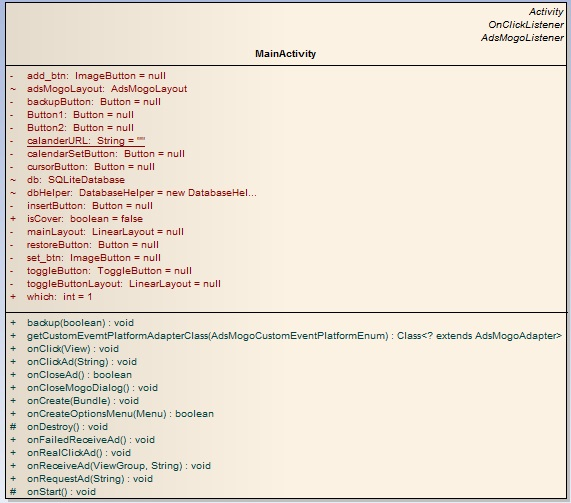 Activity
OnClickListener
AdsMogoListener
MainActivity
- add_btn: ImageButton = null
~ adsMogoLayout: AdsMogoLayout
- backupButton: Button = null
- Button1: Button = null
- Button2: Button = null
- calanderURL: String = ""
- calendarSetButton: Button = null
- cursorButton: Button = null
~ db: SQLiteDatabase
~ dbHelper: DatabaseHelper = new DatabaseHel...
- insertButton: Button = null
+ isCover: boolean = false
- mainLayout: LinearLayout = null
- restoreButton: Button = null
- set_btn: ImageButton = null
- toggleButton: ToggleButton = null
- toggleButtonLayout: LinearLayout = null
+ which: int = 1
+ backup(boolean) : void
+ getCustomEvemtPlatformAdapterClass(AdsMogoCustomEventPlatformEnum) : Class<? extends AdsMogoAdapter>
+ onClick(View) : void
+ onClickAd(String) : void
+ onCloseAd() : boolean
+ onCloseMogoDialog() : void
+ onCreate(Bundle) : void
+ onCreateOptionsMenu(Menu) : boolean
# onDestroy() : void
+ onFailedReceiveAd() : void
+ onRealClickAd() : void
+ onReceiveAd(ViewGroup, String) : void
+ onRequestAd(String) : void
# onStart() : void